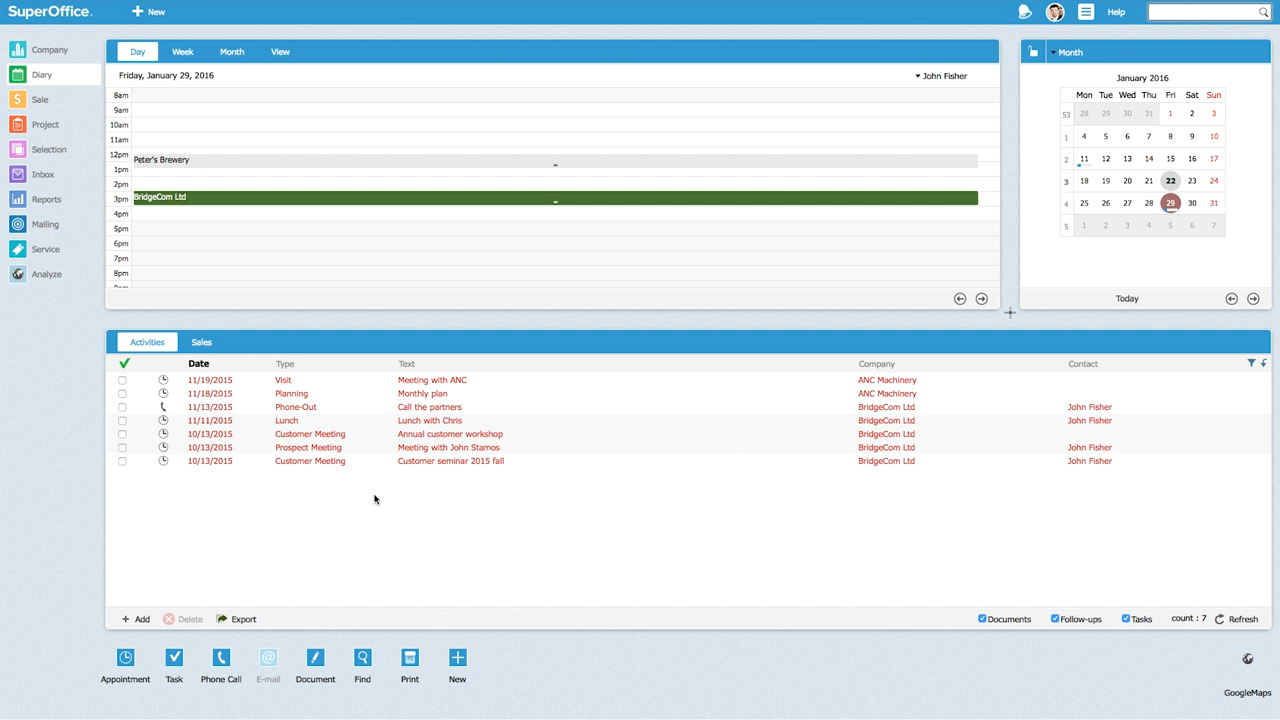 SuperOffice.
New
Help
Company
Diary
Sale
Project
Selection
Inbox
Reports
Mailing
Service
Analyze
Day Week Month View
Friday, January 29, 2016 John Fisher
8am
9am
10am
11am
12pm
Peter's Brewery
1pm
2pm
BridgeCom Ltd
3pm
4pm
5pm
6pm
7pm
8pm
Month
January 2016
Mon Tue Wed Thu Fri Sat Sun
53 28 29 30 31 1 2 3
1 4 5 6 7 8 9 10
2 11 12 13 14 15 16 17
3 18 19 20 21 22 23 24
4 25 26 27 28 29 30 31
5 1 2 3 4 5 6 7
Today
Activities Sales
Date Type Text Company Contact
11/19/2015 Visit Meeting with ANC ANC Machinery
11/18/2015 Planning Monthly plan ANC Machinery
11/13/2015 Phone-Out Call the partners BridgeCom Ltd John Fisher
11/11/2015 Lunch Lunch with Chris BridgeCom Ltd John Fisher
10/13/2015 Customer Meeting Annual customer workshop BridgeCom Ltd
10/13/2015 Prospect Meeting Meeting with John Stamos BridgeCom Ltd John Fisher
10/13/2015 Customer Meeting Customer seminar 2015 fall BridgeCom Ltd John Fisher
Add Delete Export Documents Follow-ups Tasks count : 7 Refresh
Appointment Task Phone Call E-mail Document Find Print New
GoogleMaps